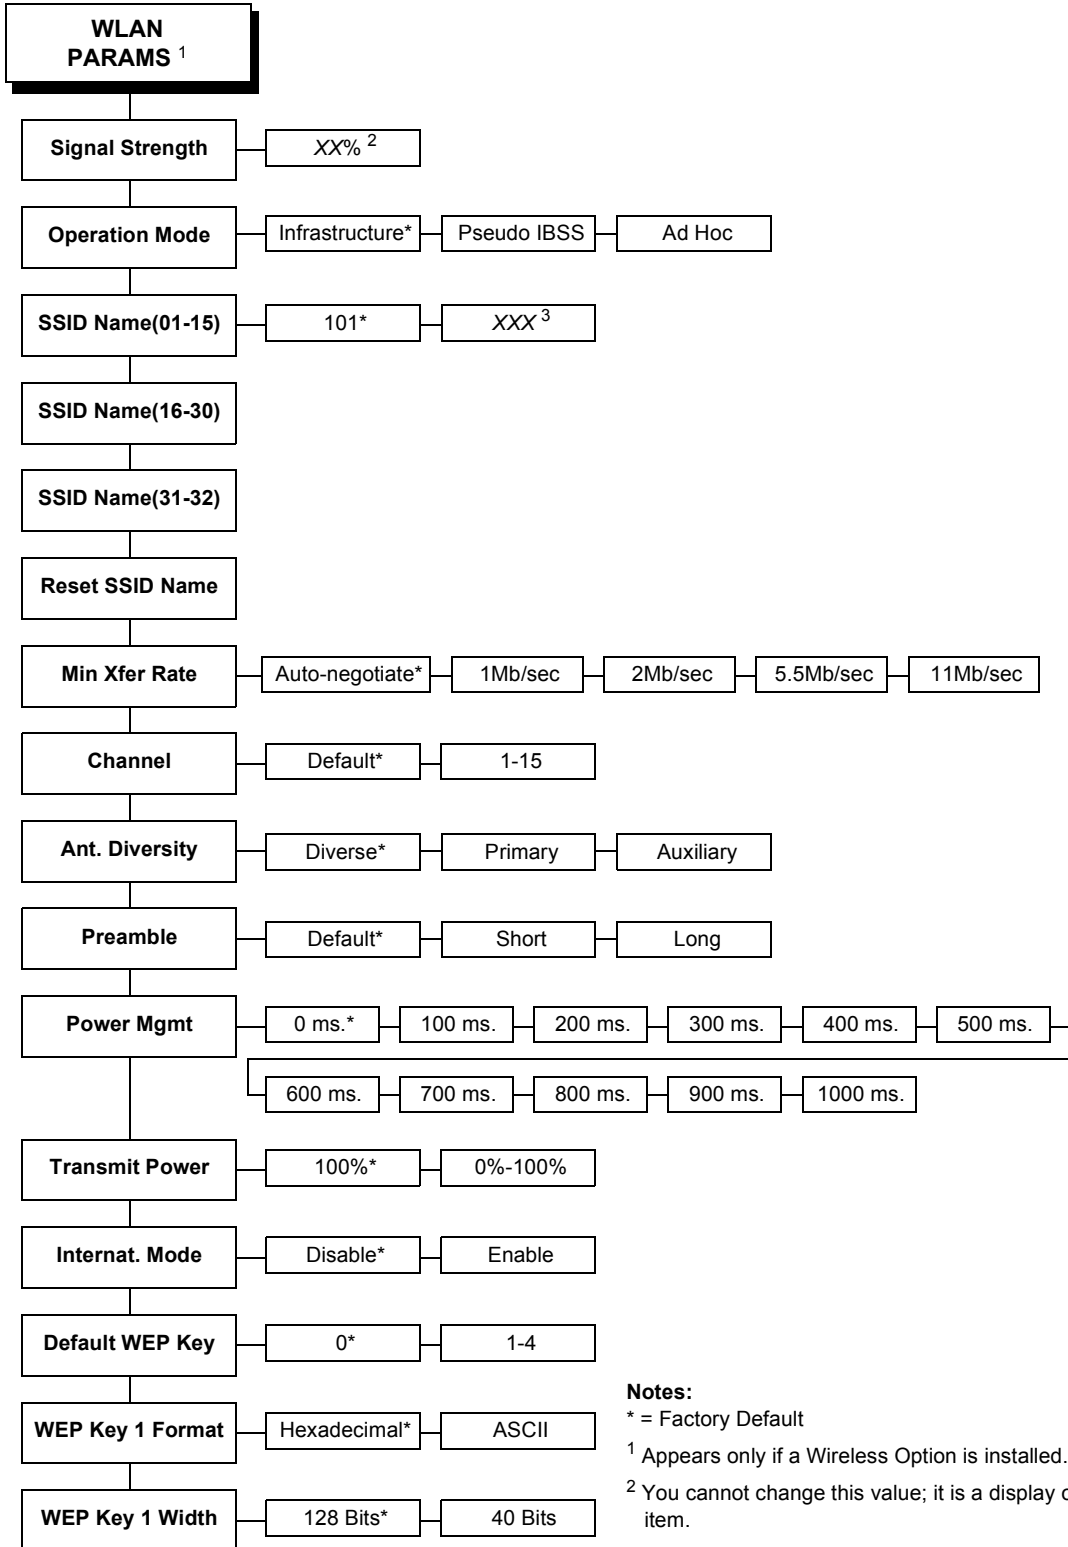 WLAN
PARAMS 1
Signal Strength XX% 2
Operation Mode Infrastructure* Pseudo IBSS Ad Hoc
SSID Name(01-15) 101* XXX 3
SSID Name(16-30)
SSID Name(31-32)
Reset SSID Name
Min Xfer Rate Auto-negotiate* 1Mb/sec 2Mb/sec 5.5Mb/sec 11Mb/sec
Channel Default* 1-15
Ant. Diversity Diverse* Primary Auxiliary
Preamble Default* Short Long
Power Mgmt 0 ms.* 100 ms. 200 ms. 300 ms. 400 ms. 500 ms.
600 ms. 700 ms. 800 ms. 900 ms. 1000 ms.
Transmit Power 100%* 0%-100%
Internat. Mode Disable* Enable
Default WEP Key 0* 1-4
WEP Key 1 Format Hexadecimal* ASCII
WEP Key 1 Width 128 Bits* 40 Bits
Notes:
* = Factory Default
1 Appears only if a Wireless Option is installed.
2 You cannot change this value; it is a display
item.